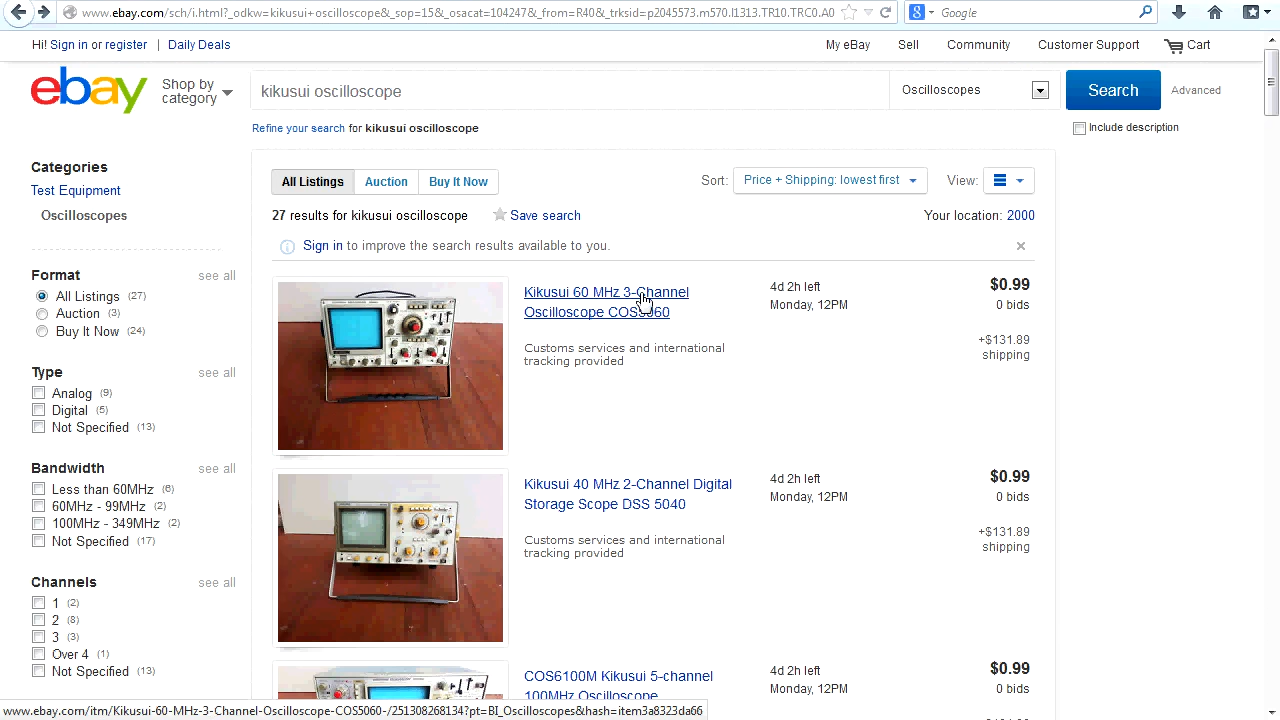 www.ebay.com/sch/i.html?_odkw=kikusui+oscilloscope&_sop=15&_osacat=104247&_from=R40&_trksid=p2045573.m570.l1313.TR10.TRC0.A0
Google
Hi! Sign in or register | Daily Deals
My eBay Sell Community Customer Support Cart
ebay
Shop by
category
kikusui oscilloscope
Oscilloscopes
Search
Advanced
Refine your search for kikusui oscilloscope
Include description
Categories
Test Equipment
Oscilloscopes
Format see all
All Listings (27)
Auction (3)
Buy It Now (24)
Type see all
Analog (9)
Digital (5)
Not Specified (13)
Bandwidth see all
Less than 60MHz (6)
60MHz - 99MHz (2)
100MHz - 349MHz (2)
Not Specified (17)
Channels see all
1 (2)
2 (8)
3 (3)
Over 4 (1)
Not Specified (13)
All Listings Auction Buy It Now
Sort: Price + Shipping: lowest first View:
27 results for kikusui oscilloscope Save search
Your location: 2000
Sign in to improve the search results available to you.
Kikusui 60 MHz 3-Channel
Oscilloscope COS5060
Customs services and international
tracking provided
4d 2h left
Monday, 12PM
$0.99
0 bids
+$131.89
shipping
Kikusui 40 MHz 2-Channel Digital
Storage Scope DSS 5040
Customs services and international
tracking provided
4d 2h left
Monday, 12PM
$0.99
0 bids
+$131.89
shipping
COS6100M Kikusui 5-channel
100MHz Oscilloscope
4d 2h left
Monday, 12PM
$0.99
0 bids
www.ebay.com/itm/Kikusui-60-MHz-3-Channel-Oscilloscope-COS5060-/251308268134?pt=BI_Oscilloscopes&hash=item3a8323da66